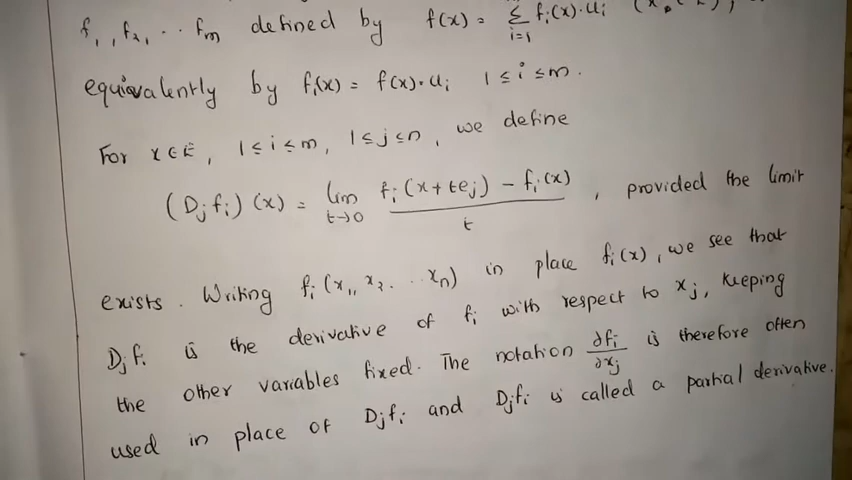 f₁, f₂, ·· fₘ defined by f(x) = Σᵢ₌₁ fᵢ(x)·uᵢ
equivalently by fᵢ(x) = f(x)·uᵢ 1 ≤ i ≤ m.
For x ∈ E, 1 ≤ i ≤ m, 1 ≤ j ≤ n, we define
(Dⱼfᵢ)(x) = lim t→0 (fᵢ(x + teⱼ) − fᵢ(x)) / t , provided the limit
exists. Writing fᵢ(x₁, x₂ ... xₙ) in place fᵢ(x), we see that
Dⱼfᵢ is the derivative of fᵢ with respect to xⱼ, keeping
the other variables fixed. The notation ∂fᵢ/∂xⱼ is therefore often
used in place of Dⱼfᵢ and Dⱼfᵢ is called a partial derivative.